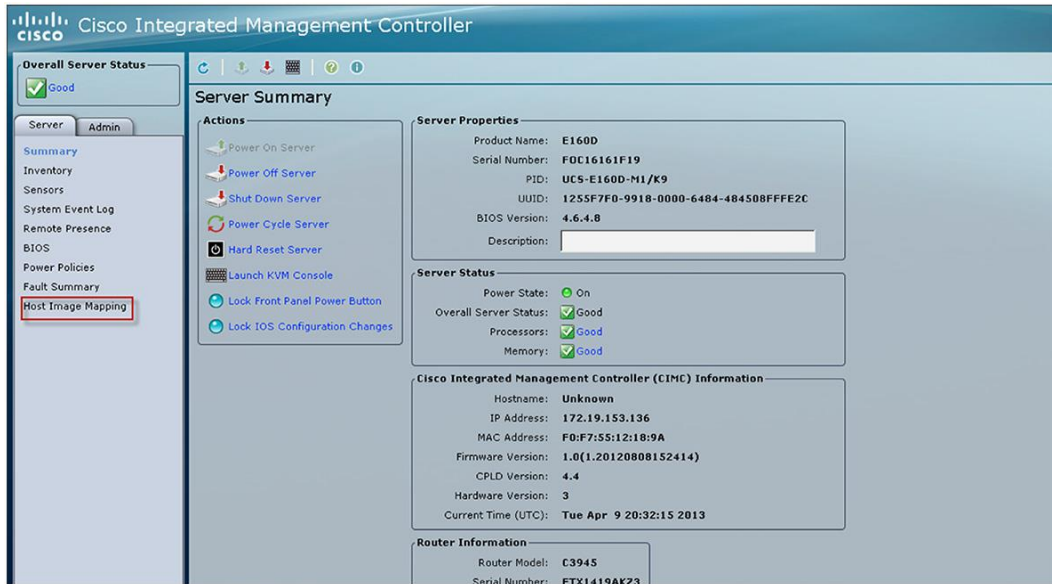 cisco Cisco Integrated Management Controller
Overall Server Status
Good
Server Admin
Summary
Inventory
Sensors
System Event Log
Remote Presence
BIOS
Power Policies
Fault Summary
Host Image Mapping
Server Summary
Actions
Power On Server
Power Off Server
Shut Down Server
Power Cycle Server
Hard Reset Server
Launch KVM Console
Lock Front Panel Power Button
Lock IOS Configuration Changes
Server Properties
Product Name: E160D
Serial Number: FOC16161F19
PID: UCS-E160D-M1/K9
UUID: 1255F7F0-9918-0000-6484-484508FFFE2C
BIOS Version: 4.6.4.8
Description:
Server Status
Power State: On
Overall Server Status: Good
Processors: Good
Memory: Good
Cisco Integrated Management Controller (CIMC) Information
Hostname: Unknown
IP Address: 172.19.153.136
MAC Address: F0:F7:55:12:18:9A
Firmware Version: 1.0(1.20120808152414)
CPLD Version: 4.4
Hardware Version: 3
Current Time (UTC): Tue Apr 9 20:32:15 2013
Router Information
Router Model: C3945
Serial Number: FTX1419AKZ3